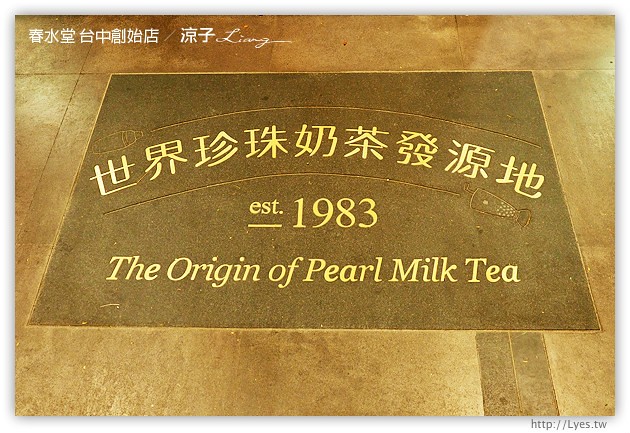 春水堂 台中創始店 ／涼子 Liang
世界珍珠奶茶發源地
est. 1983
The Origin of Pearl Milk Tea
http://Lyes.tw